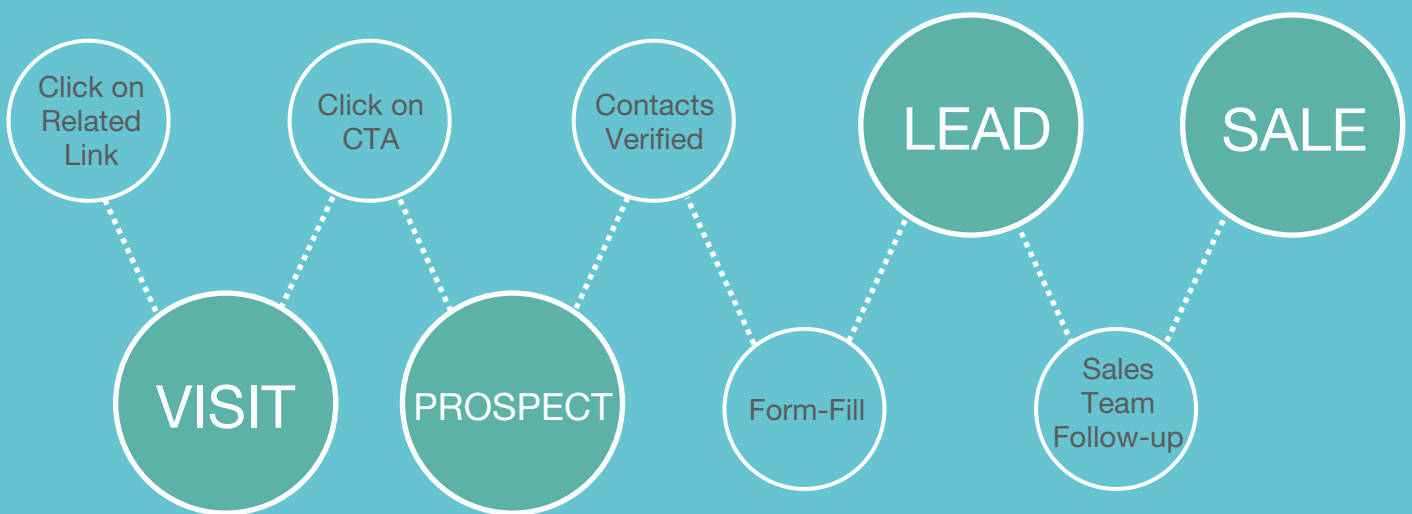 Click on
Related
Link
VISIT
Click on
CTA
PROSPECT
Contacts
Verified
Form-Fill
LEAD
Sales
Team
Follow-up
SALE